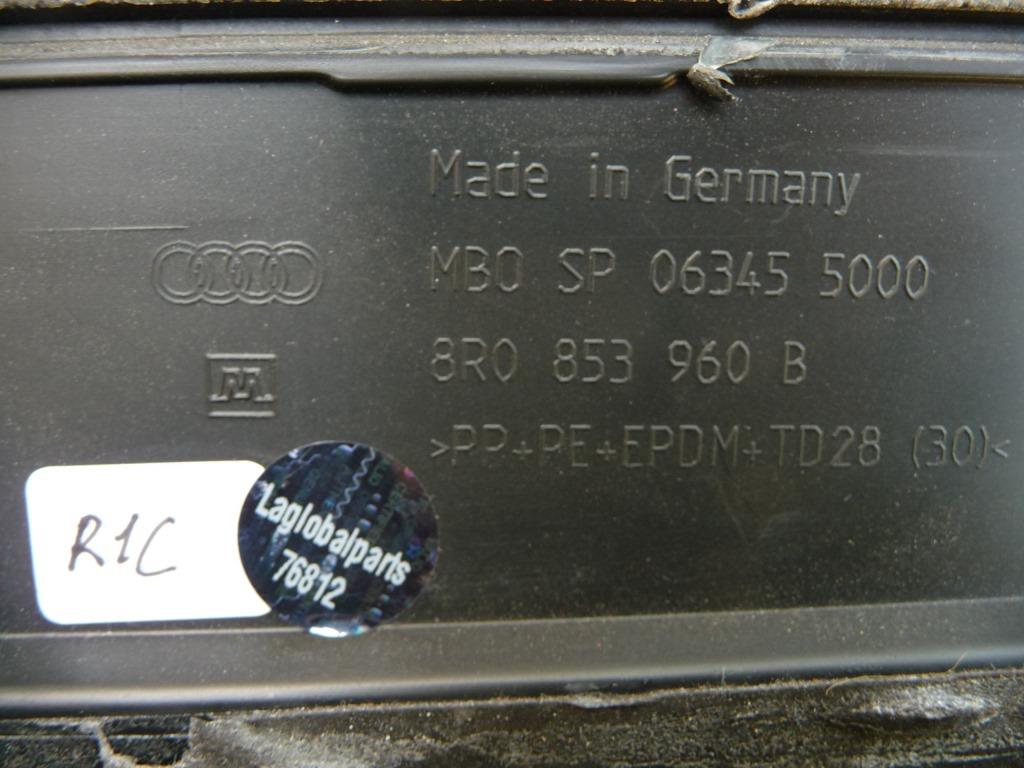 Made in Germany
MBO SP 06345 5000
8R0 853 960 B
>PP+PE+EPDM+TD28 (30)<
M
R1C
Laglobalparts
76812